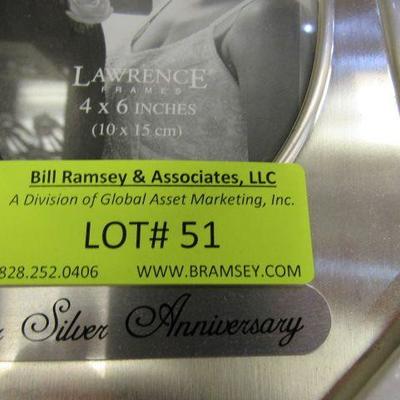 LAWRENCE
FRAMES
4 x 6 INCHES
(10 x 15 cm)
Bill Ramsey & Associates, LLC
A Division of Global Asset Marketing, Inc.
LOT# 51
828.252.0406 WWW.BRAMSEY.COM
Silver Anniversary